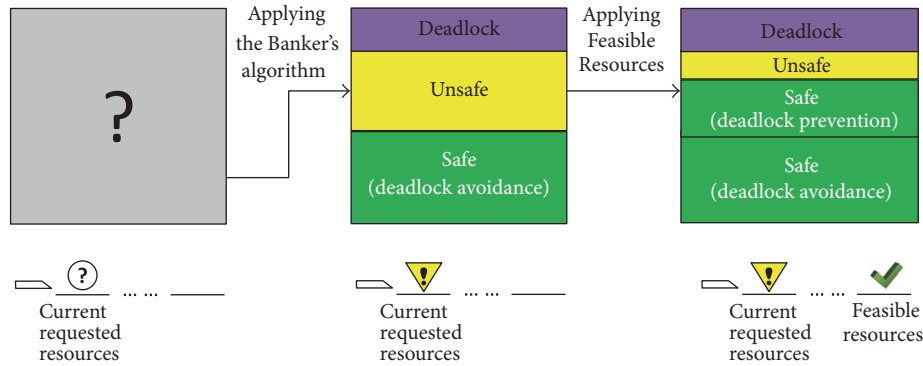 ?
Applying
the Banker's
algorithm
Deadlock
Unsafe
Safe
(deadlock avoidance)
Applying
Feasible
Resources
Deadlock
Unsafe
Safe
(deadlock prevention)
Safe
(deadlock avoidance)
?
... ...
Current
requested
resources
!
... ...
Current
requested
resources
!
... ...
Current
requested
resources
Feasible
resources